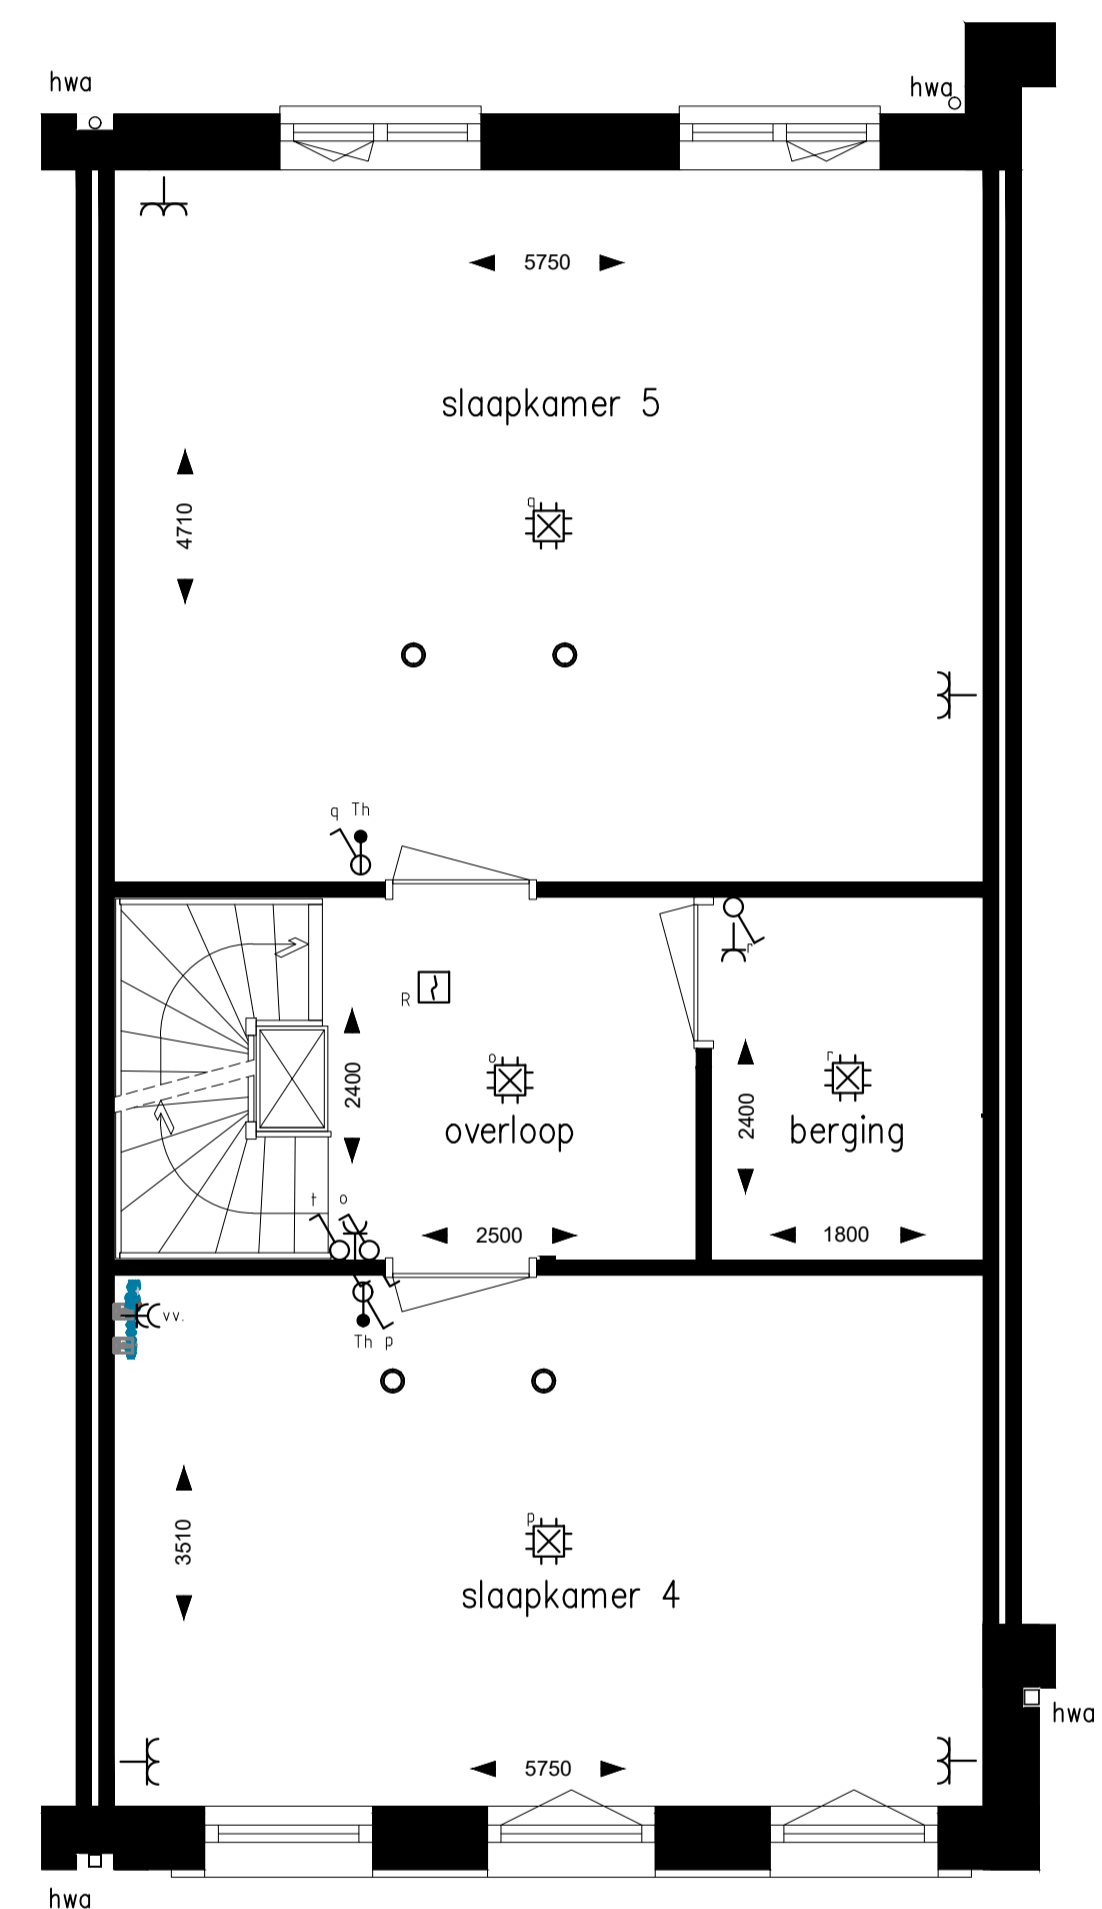 hwa
hwa
5750
slaapkamer 5
4710
q
q Th
R
2400
o
overloop
2500
r
r
2400
berging
1800
t o
vv.
Th p
3510
p
slaapkamer 4
5750
hwa
hwa